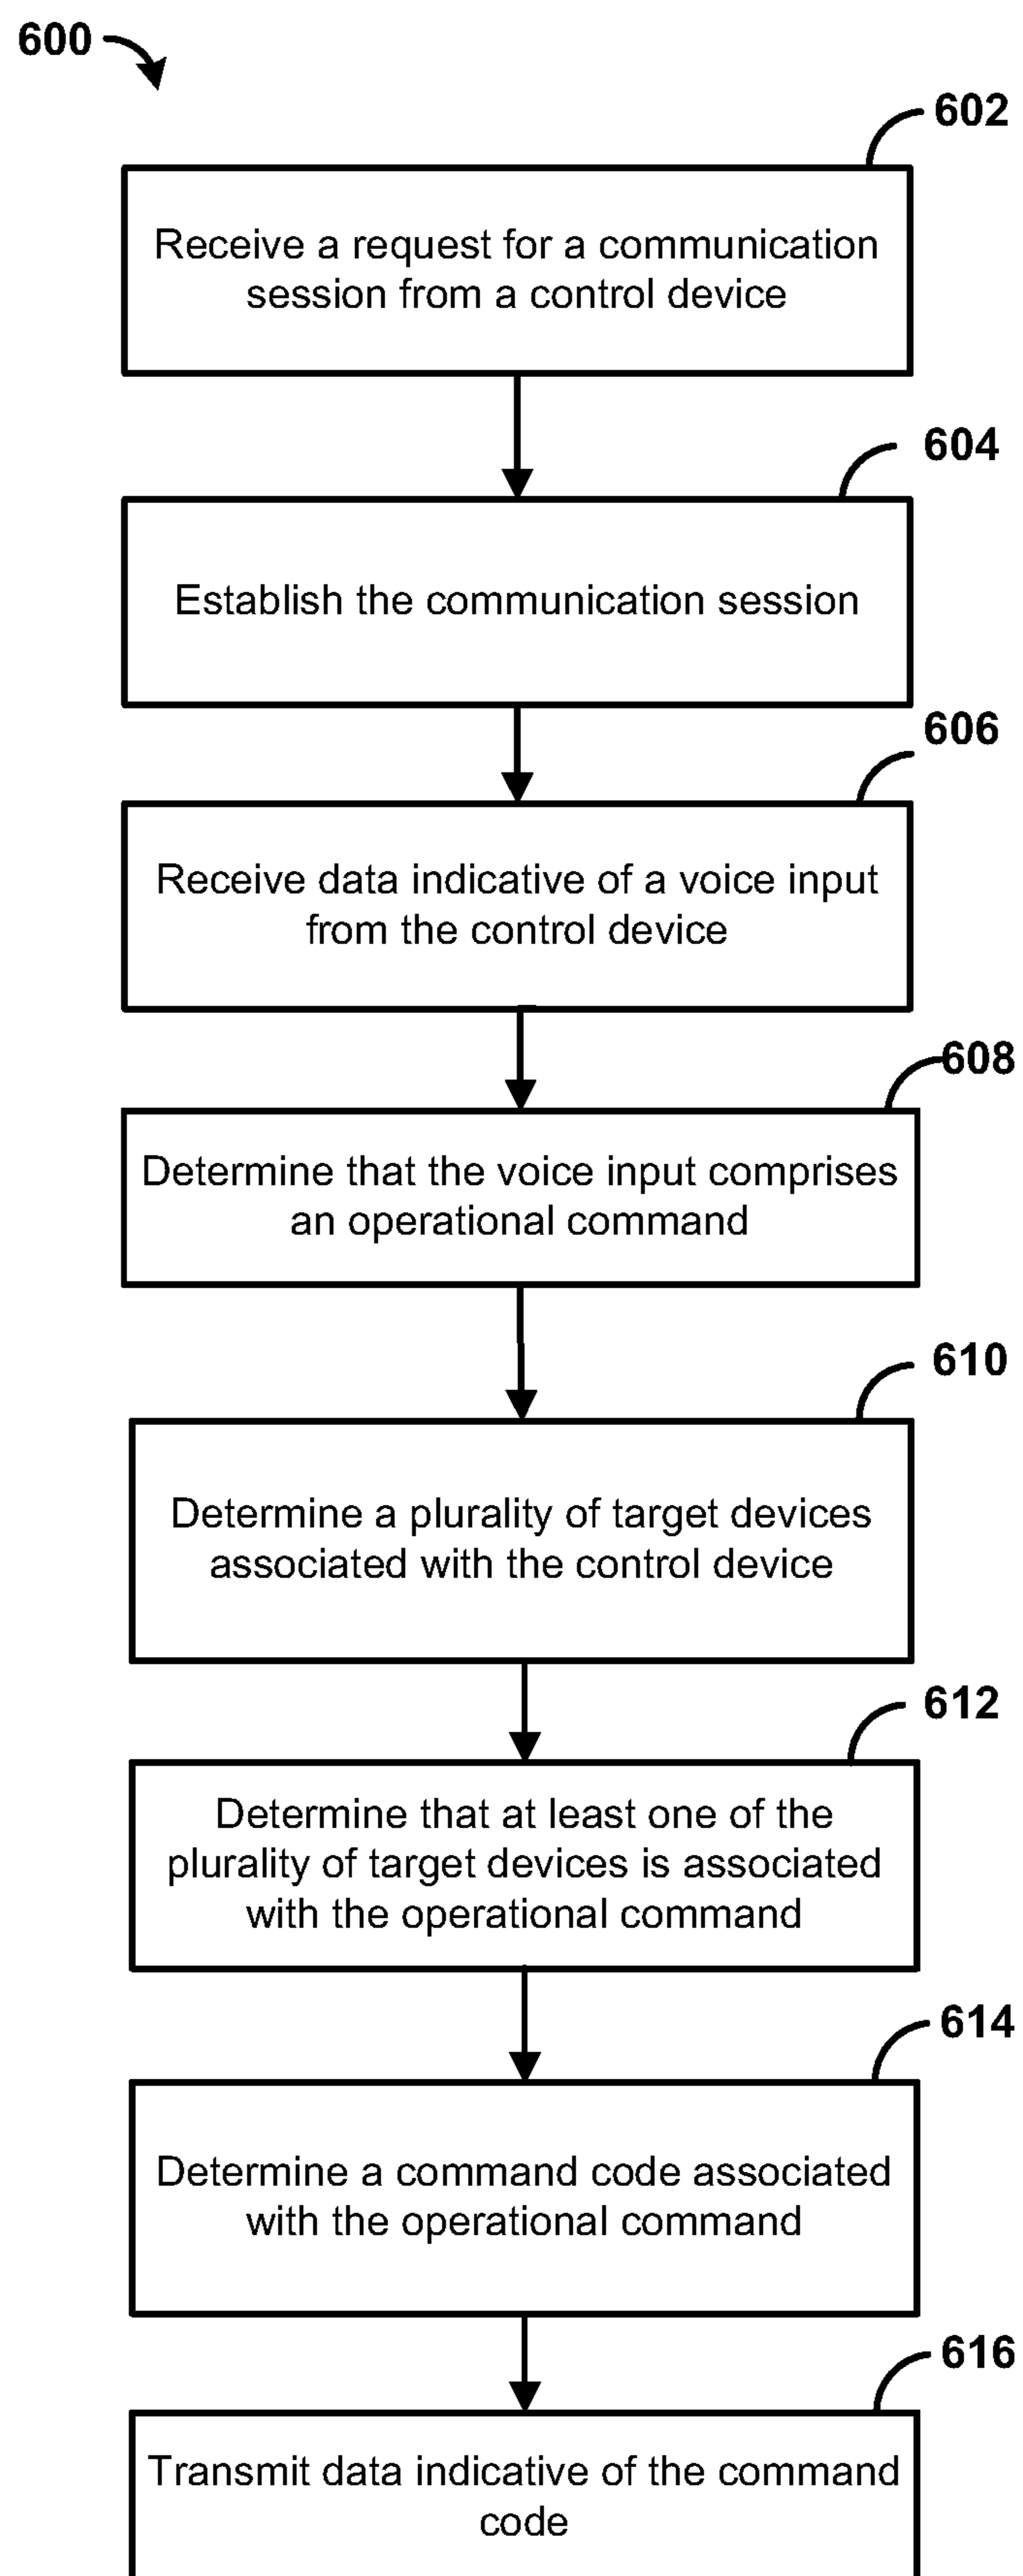 600
602
Receive a request for a communication
session from a control device
604
Establish the communication session
606
Receive data indicative of a voice input
from the control device
608
Determine that the voice input comprises
an operational command
610
Determine a plurality of target devices
associated with the control device
612
Determine that at least one of the
plurality of target devices is associated
with the operational command
614
Determine a command code associated
with the operational command
616
Transmit data indicative of the command
code